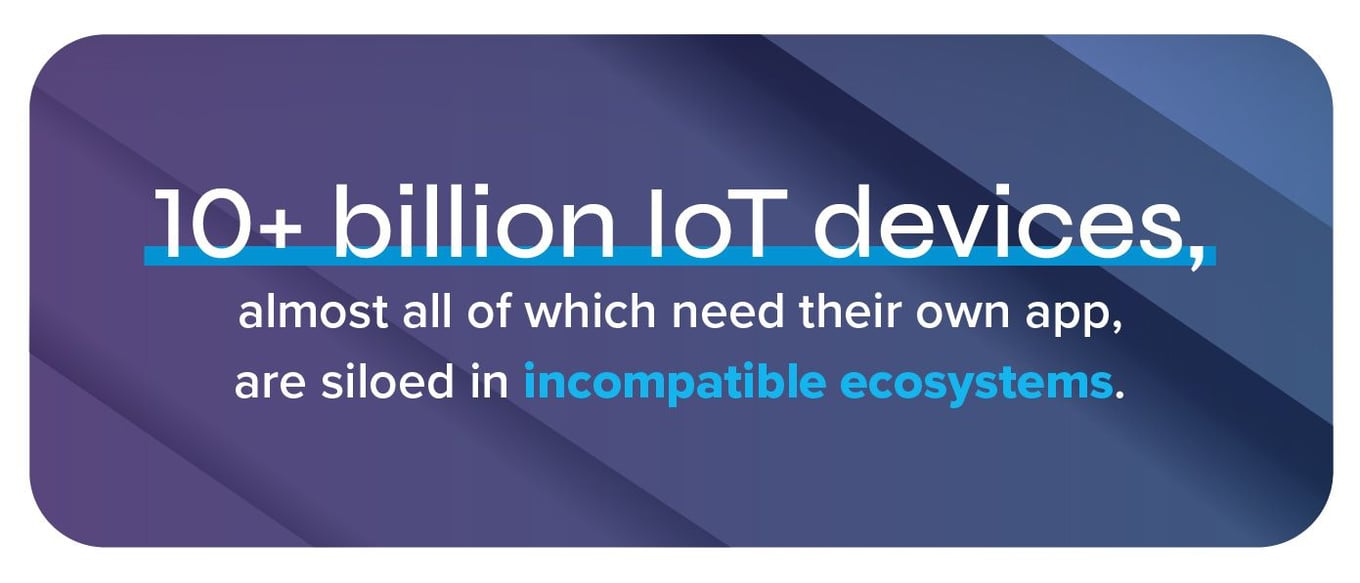 10+ billion IoT devices,
almost all of which need their own app,
are siloed in incompatible ecosystems.